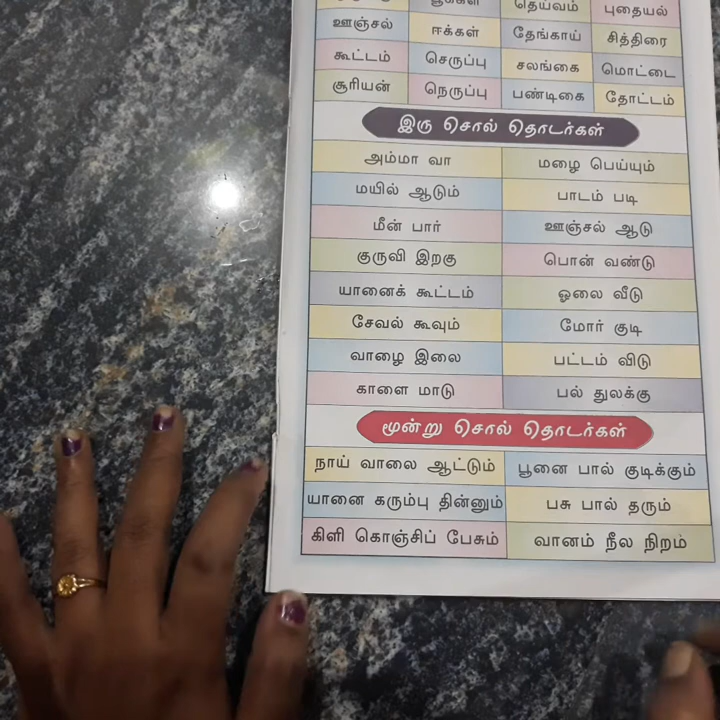 தெய்வம் புதையல்
ஊஞ்சல் ஈக்கள் தேங்காய் சித்திரை
கூட்டம் செருப்பு சலங்கை மொட்டை
சூரியன் நெருப்பு பண்டிகை தோட்டம்
இரு சொல் தொடர்கள்
அம்மா வா மழை பெய்யும்
மயில் ஆடும் பாடம் படி
மீன் பார் ஊஞ்சல் ஆடு
குருவி இறகு பொன் வண்டு
யானைக் கூட்டம் ஓலை வீடு
சேவல் கூவும் மோர் குடி
வாழை இலை பட்டம் விடு
காளை மாடு பல் துலக்கு
மூன்று சொல் தொடர்கள்
நாய் வாலை ஆட்டும் பூனை பால் குடிக்கும்
யானை கரும்பு தின்னும் பசு பால் தரும்
கிளி கொஞ்சிப் பேசும் வானம் நீல நிறம்